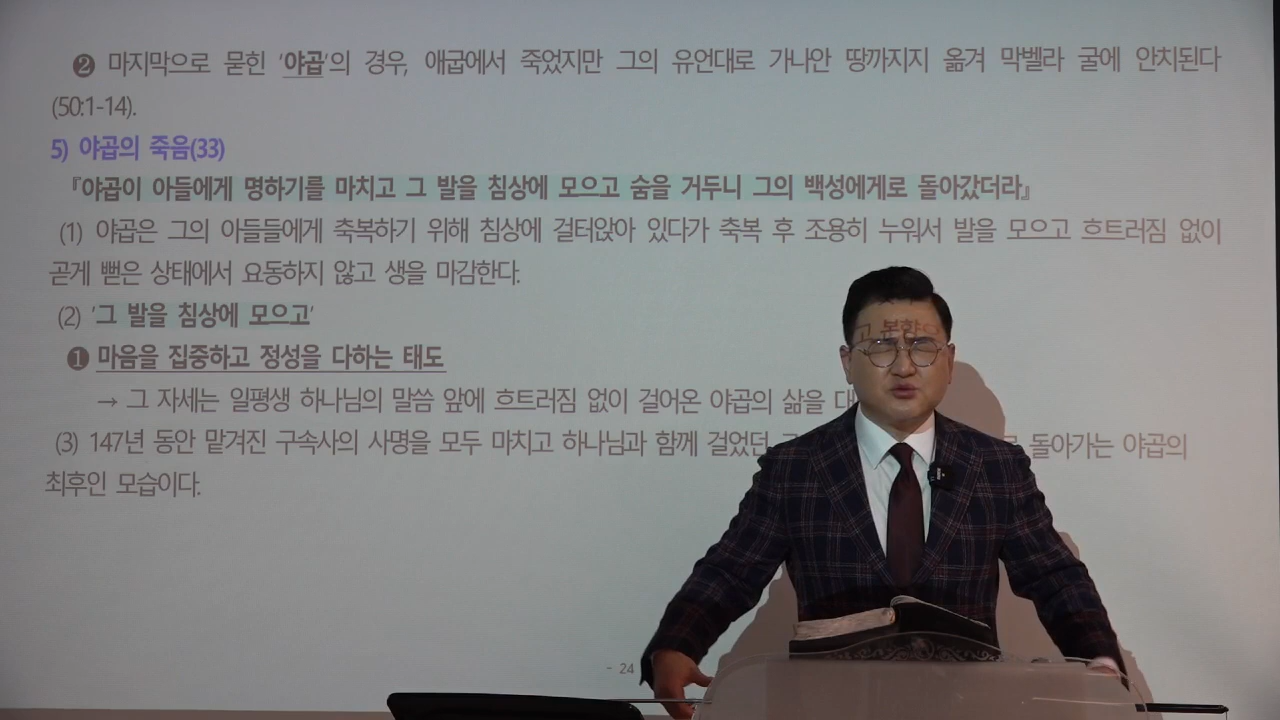 ❷ 마지막으로 묻힌 '야곱'의 경우, 애굽에서 죽었지만 그의 유언대로 가나안 땅까지지 옮겨 막벨라 굴에 안치된다
(50:1-14).
5) 야곱의 죽음(33)
『야곱이 아들에게 명하기를 마치고 그 발을 침상에 모으고 숨을 거두니 그의 백성에게로 돌아갔더라』
(1) 야곱은 그의 아들들에게 축복하기 위해 침상에 걸터앉아 있다가 축복 후 조용히 누워서 발을 모으고 흐트러짐 없이
곧게 뻗은 상태에서 요동하지 않고 생을 마감한다.
(2) '그 발을 침상에 모으고'
❶ 마음을 집중하고 정성을 다하는 태도
→ 그 자세는 일평생 하나님의 말씀 앞에 흐트러짐 없이 걸어온 야곱의 삶을
(3) 147년 동안 맡겨진 구속사의 사명을 모두 마치고 하나님과 함께 걸었던 돌아가는 야곱의
최후인 모습이다.
- 24